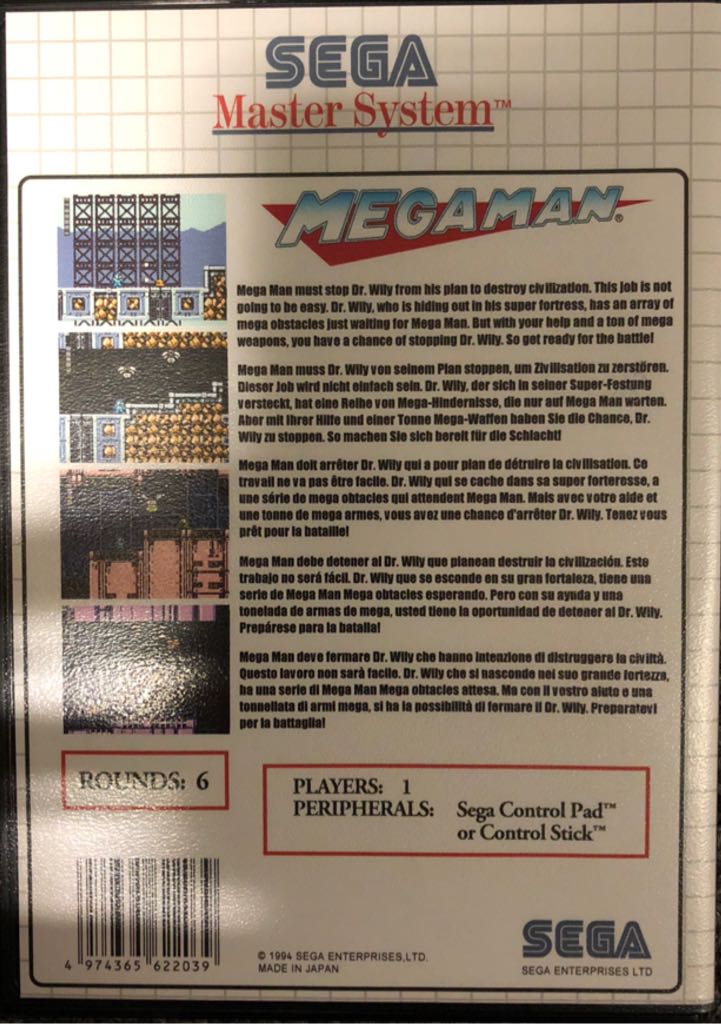 SEGA
Master System™
MEGAMAN®
Mega Man must stop Dr. Wily from his plan to destroy civilization. This job is not
going to be easy. Dr. Wily, who is hiding out in his super fortress, has an array of
mega obstacles just waiting for Mega Man. But with your help and a ton of mega
weapons, you have a chance of stopping Dr. Wily. So get ready for the battle!
Mega Man muss Dr. Wily von seinem Plan stoppen, um Zivilisation zu zerstören.
Dieser Job wird nicht einfach sein. Dr. Wily, der sich in seiner Super-Festung
versteckt, hat eine Reihe von Mega-Hindernisse, die nur auf Mega Man warten.
Aber mit Ihrer Hilfe und einer Tonne Mega-Waffen haben Sie die Chance, Dr.
Wily zu stoppen. So machen Sie sich bereit für die Schlacht!
Mega Man doit arrêter Dr. Wily qui a pour plan de détruire la civilisation. Ce
travail ne va pas être facile. Dr. Wily qui se cache dans sa super forteresse, a
une série de mega obtacles qui attendent Mega Man. Mais avec votre aide et
une tonne de mega armes, vous avez une chance d'arrêter Dr. Wily. Tenez vous
prêt pour la bataille!
Mega Man debe detener al Dr. Wily que planean destruir la civilización. Este
trabajo no será fácil. Dr. Wily que se esconde en su gran fortaleza, tiene una
serie de Mega Man Mega obtacles esperando. Pero con su ayuda y una
tonelada de armas de mega, usted tiene la oportunidad de detener al Dr. Wily.
Prepárese para la batalla!
Mega Man deve fermare Dr. Wily che hanno intenzione di distruggere la civiltà.
Questo lavoro non sarà facile. Dr. Wily che si nasconde nel suo grande fortezza,
ha una serie di Mega Man Mega obtacles attesa. Ma con il vostro aiuto e una
tonnellata di armi mega, si ha la possibilità di fermare il Dr. Wily. Preparatevi
per la battaglia!
ROUNDS: 6
PLAYERS: 1
PERIPHERALS: Sega Control Pad™
or Control Stick™
4 974365 622039
© 1994 SEGA ENTERPRISES,LTD.
MADE IN JAPAN
SEGA
SEGA ENTERPRISES LTD